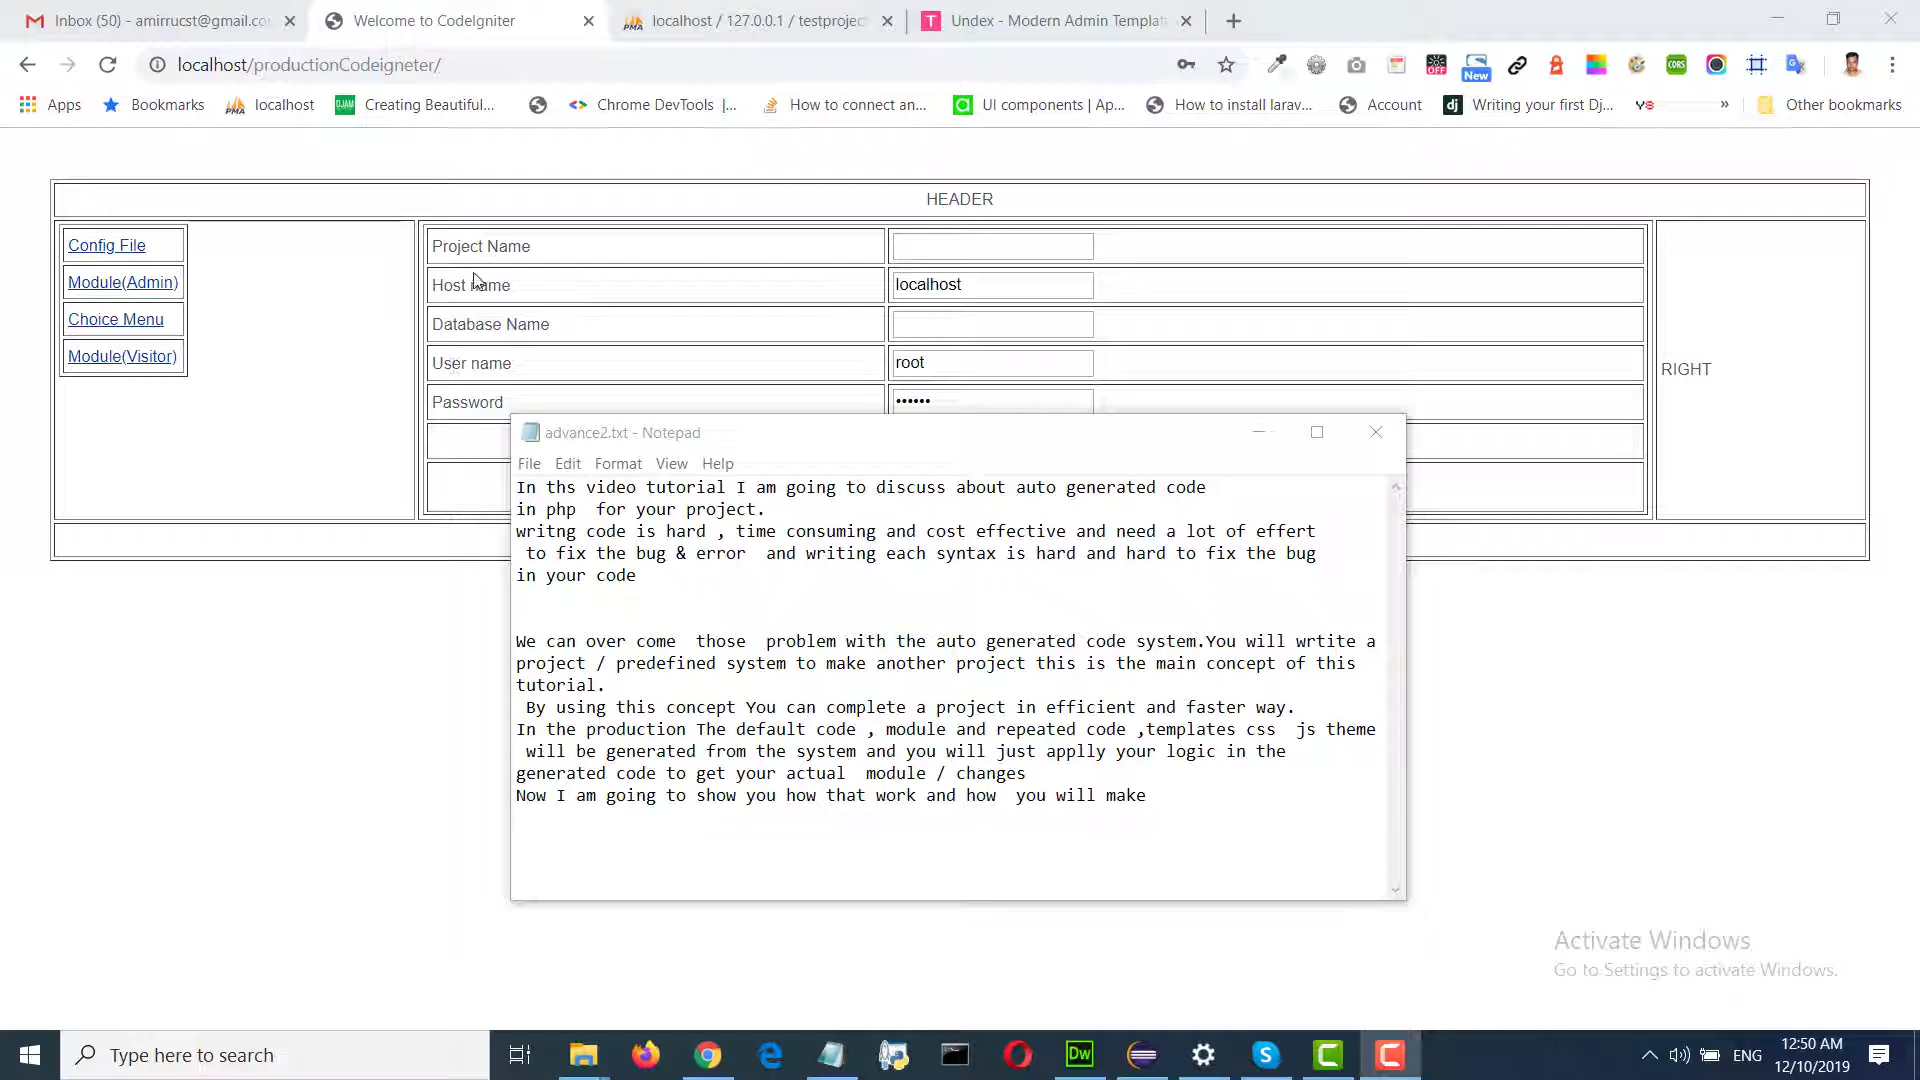 Inbox (50) - amirrucst@gmail.co
Welcome to CodeIgniter
localhost / 127.0.0.1 / testprojec
Undex - Modern Admin Templat
localhost/productionCodeigneter/
OFF
New
CORS
Apps
Bookmarks
localhost
DJAM
Creating Beautiful...
Chrome DevTools |...
How to connect an...
UI components | Ap...
How to install larav...
Account
dj
Writing your first Dj...
»
Other bookmarks
HEADER
Config File
Module(Admin)
Choice Menu
Module(Visitor)
Project Name
Host name
localhost
Database Name
User name
root
Password
••••••
RIGHT
advance2.txt - Notepad
File Edit Format View Help
In ths video tutorial I am going to discuss about auto generated code
in php  for your project.
writng code is hard , time consuming and cost effective and need a lot of effert
 to fix the bug & error  and writing each syntax is hard and hard to fix the bug
in your code
We can over come  those  problem with the auto generated code system.You will wrtite a
project / predefined system to make another project this is the main concept of this
tutorial.
 By using this concept You can complete a project in efficient and faster way.
In the production The default code , module and repeated code ,templates css  js theme
 will be generated from the system and you will just applly your logic in the
generated code to get your actual  module / changes
Now I am going to show you how that work and how  you will make
Activate Windows
Go to Settings to activate Windows.
Type here to search
Dw
ENG
12:50 AM
12/10/2019